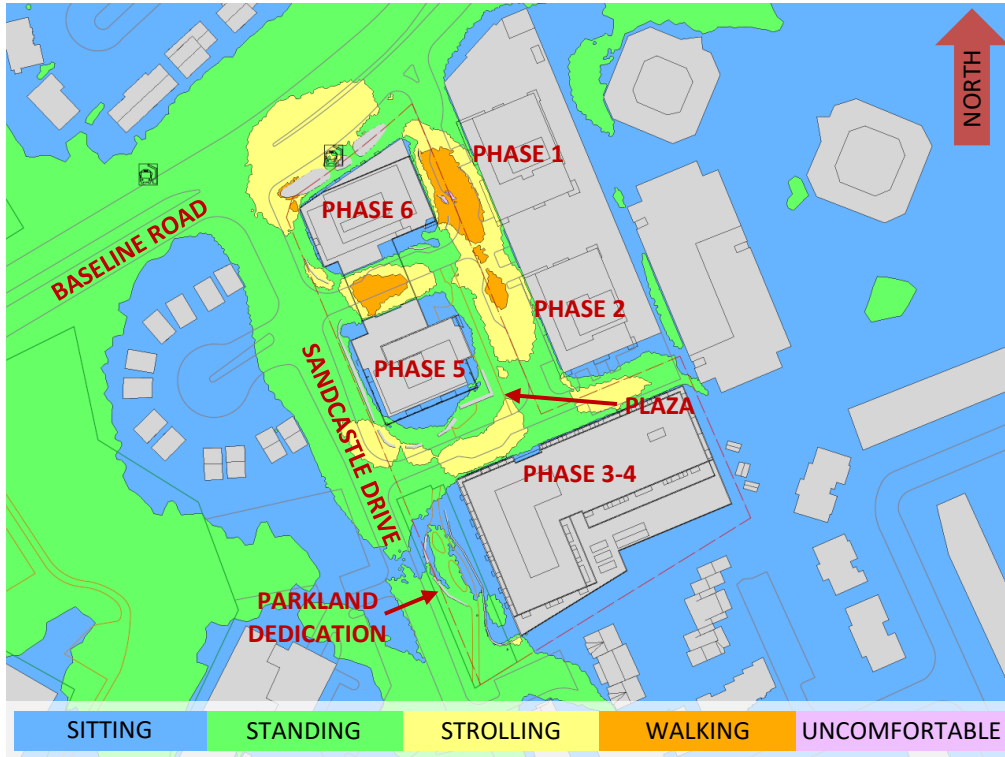 NORTH
PHASE 1
PHASE 6
BASELINE ROAD
PHASE 2
PHASE 5
SANDCASTLE DRIVE
PLAZA
PHASE 3-4
PARKLAND
DEDICATION
SITTING
STANDING
STROLLING
WALKING
UNCOMFORTABLE